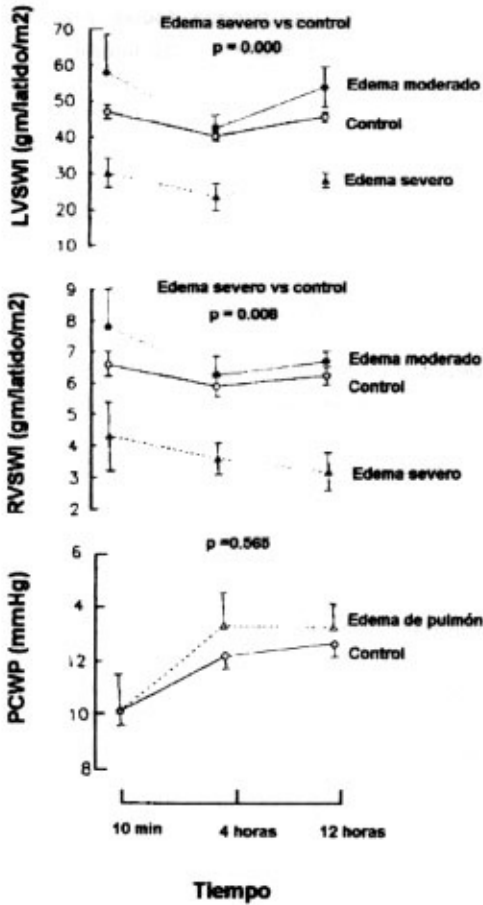 Edema severo vs control
p = 0.000
LVSWI (gm/latido/m2)
70
60
50
40
30
20
10
Edema moderado
Control
Edema severo
Edema severo vs control
p = 0.008
RVSWI (gm/latido/m2)
9
8
7
6
5
4
3
2
Edema moderado
Control
Edema severo
p =0.565
PCWP (mmHg)
6
4
12
10
8
Edema de pulmón
Control
10 min
4 horas
12 horas
Tiempo